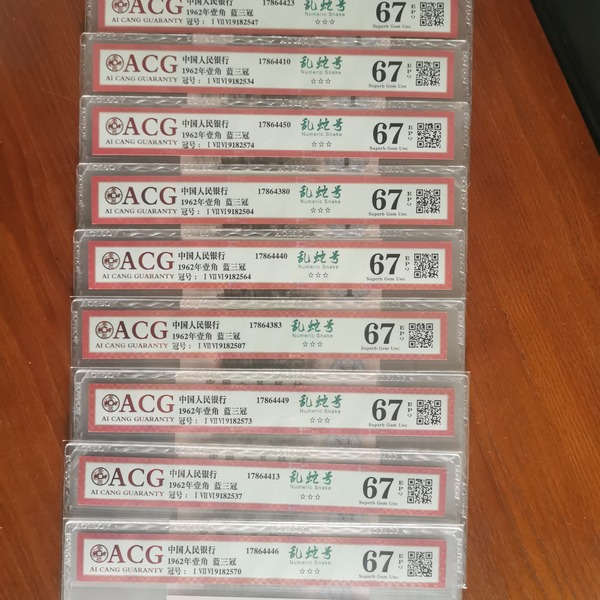 ACG
AI CANG GUARANTY
中国人民银行 17864423
1962年壹角 蓝三冠
冠号： I VII VI 9182547
Numeric Snake
☆☆☆
67 EPQ
Superb Gem Unc
ACG
AI CANG GUARANTY
中国人民银行 17864410
1962年壹角 蓝三冠
冠号： I VII VI 9182534
乱蛇号
Numeric Snake
☆☆☆
67 EPQ
Superb Gem Unc
ACG
AI CANG GUARANTY
中国人民银行 17864450
1962年壹角 蓝三冠
冠号： I VII VI 9182574
乱蛇号
Numeric Snake
☆☆☆
67 EPQ
Superb Gem Unc
ACG
AI CANG GUARANTY
中国人民银行 17864380
1962年壹角 蓝三冠
冠号： I VII VI 9182504
乱蛇号
Numeric Snake
☆☆☆
67 EPQ
Superb Gem Unc
ACG
AI CANG GUARANTY
中国人民银行 17864440
1962年壹角 蓝三冠
冠号： I VII VI 9182564
乱蛇号
Numeric Snake
☆☆☆
67 EPQ
Superb Gem Unc
ACG
AI CANG GUARANTY
中国人民银行 17864383
1962年壹角 蓝三冠
冠号： I VII VI 9182507
乱蛇号
Numeric Snake
☆☆☆
67 EPQ
Superb Gem Unc
ACG
AI CANG GUARANTY
中国人民银行 17864449
1962年壹角 蓝三冠
冠号： I VII VI 9182573
乱蛇号
Numeric Snake
☆☆☆
67 EPQ
Superb Gem Unc
ACG
AI CANG GUARANTY
中国人民银行 17864413
1962年壹角 蓝三冠
冠号： I VII VI 9182537
乱蛇号
Numeric Snake
☆☆☆
67 EPQ
Superb Gem Unc
ACG
AI CANG GUARANTY
中国人民银行 17864446
1962年壹角 蓝三冠
冠号： I VII VI 9182570
乱蛇号
Numeric Snake
☆☆☆
67 EPQ
Superb Gem Unc